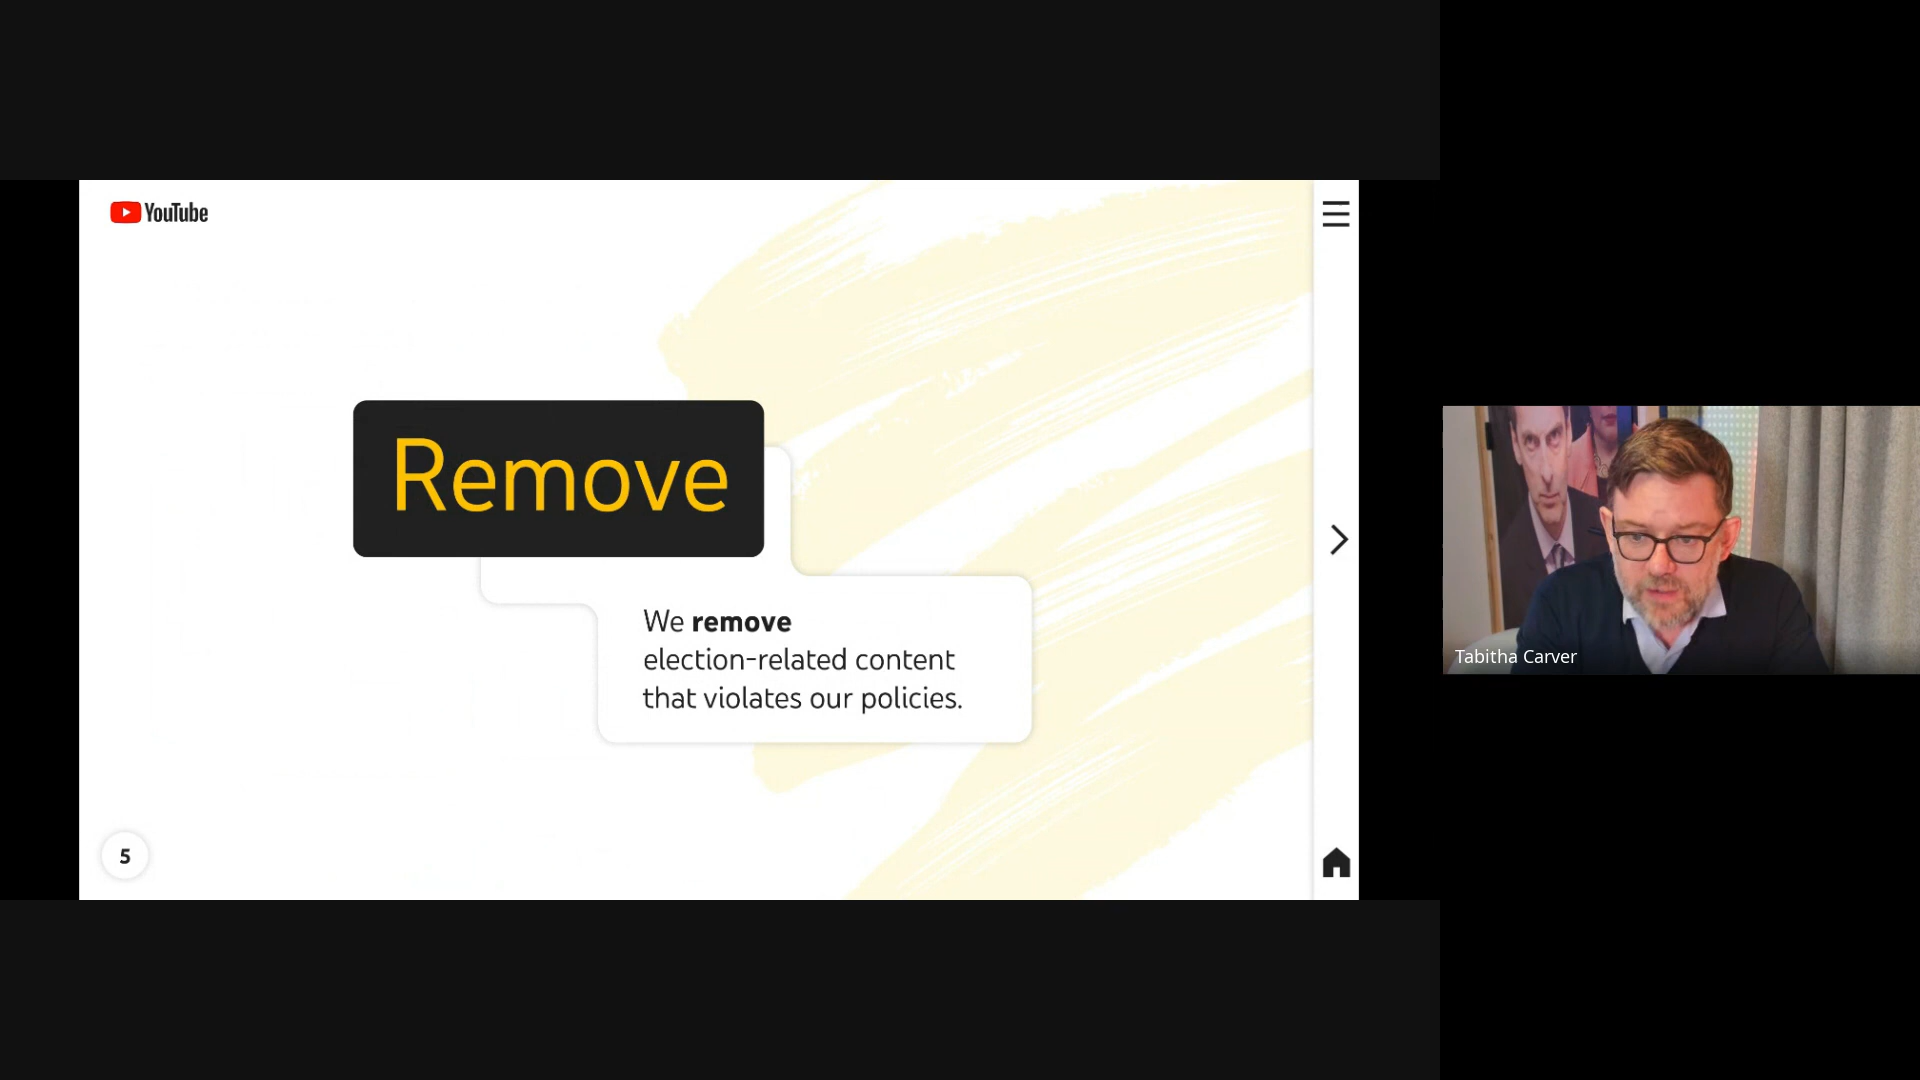 YouTube
Remove
We remove
election-related content
that violates our policies.
5
Tabitha Carver